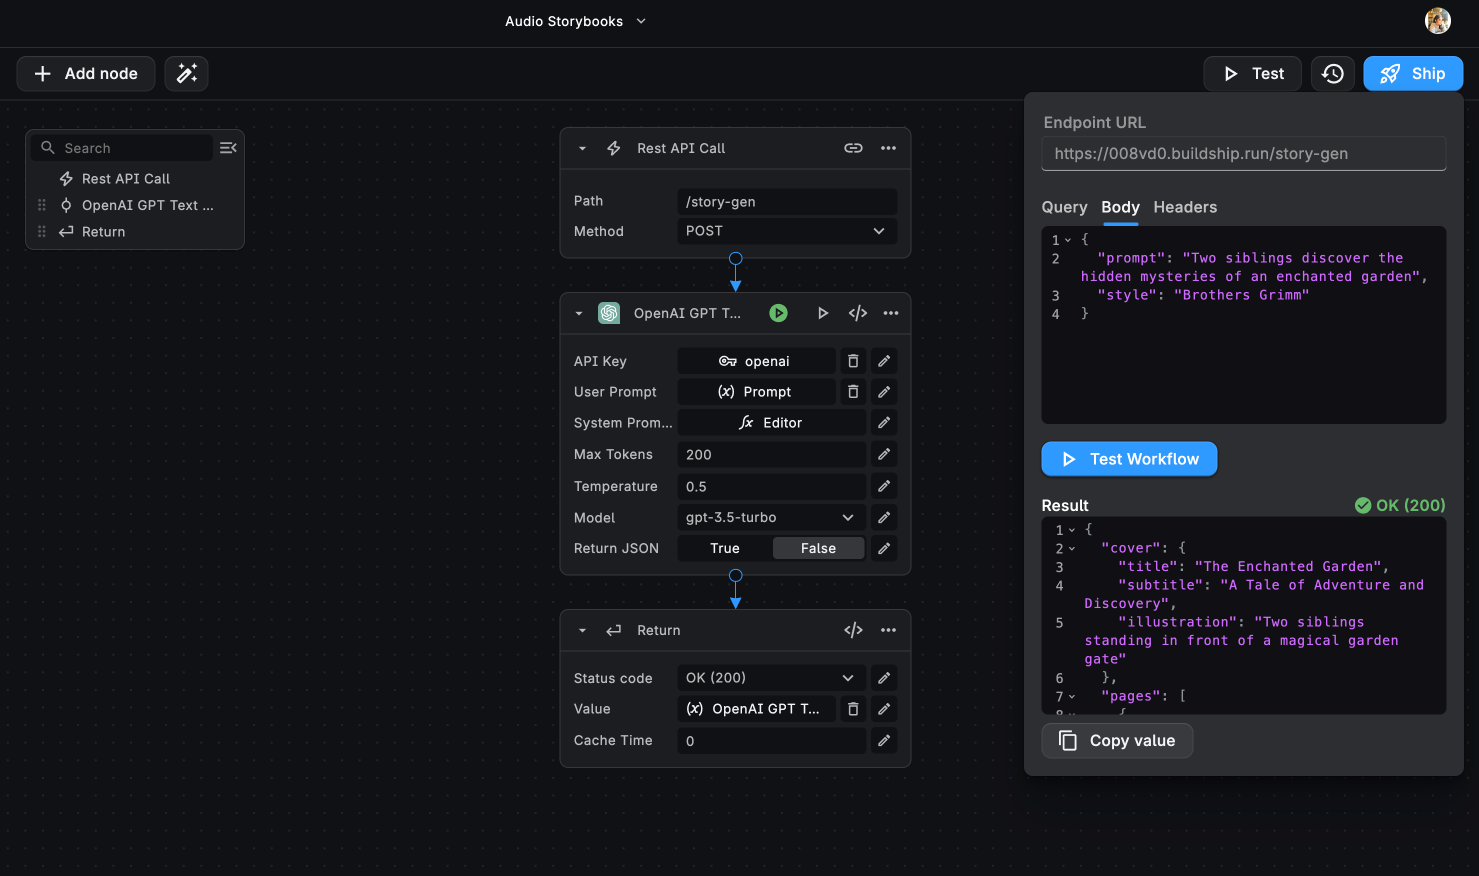 Audio Storybooks
Add node
Test
Ship
Search
Rest API Call
OpenAI GPT Text ...
Return
Rest API Call
Path
/story-gen
Method
POST
OpenAI GPT T...
API Key
openai
User Prompt
(x) Prompt
System Prom...
fx Editor
Max Tokens
200
Temperature
0.5
Model
gpt-3.5-turbo
Return JSON
True
False
Return
Status code
OK (200)
Value
(x) OpenAI GPT T...
Cache Time
0
Endpoint URL
https://008vd0.buildship.run/story-gen
Query Body Headers
1 {
2 "prompt": "Two siblings discover the
hidden mysteries of an enchanted garden",
3 "style": "Brothers Grimm"
4 }
Test Workflow
Result
OK (200)
1 {
2 "cover": {
3 "title": "The Enchanted Garden",
4 "subtitle": "A Tale of Adventure and
Discovery",
5 "illustration": "Two siblings
standing in front of a magical garden
gate"
6 },
7 "pages": [
8 {
Copy value